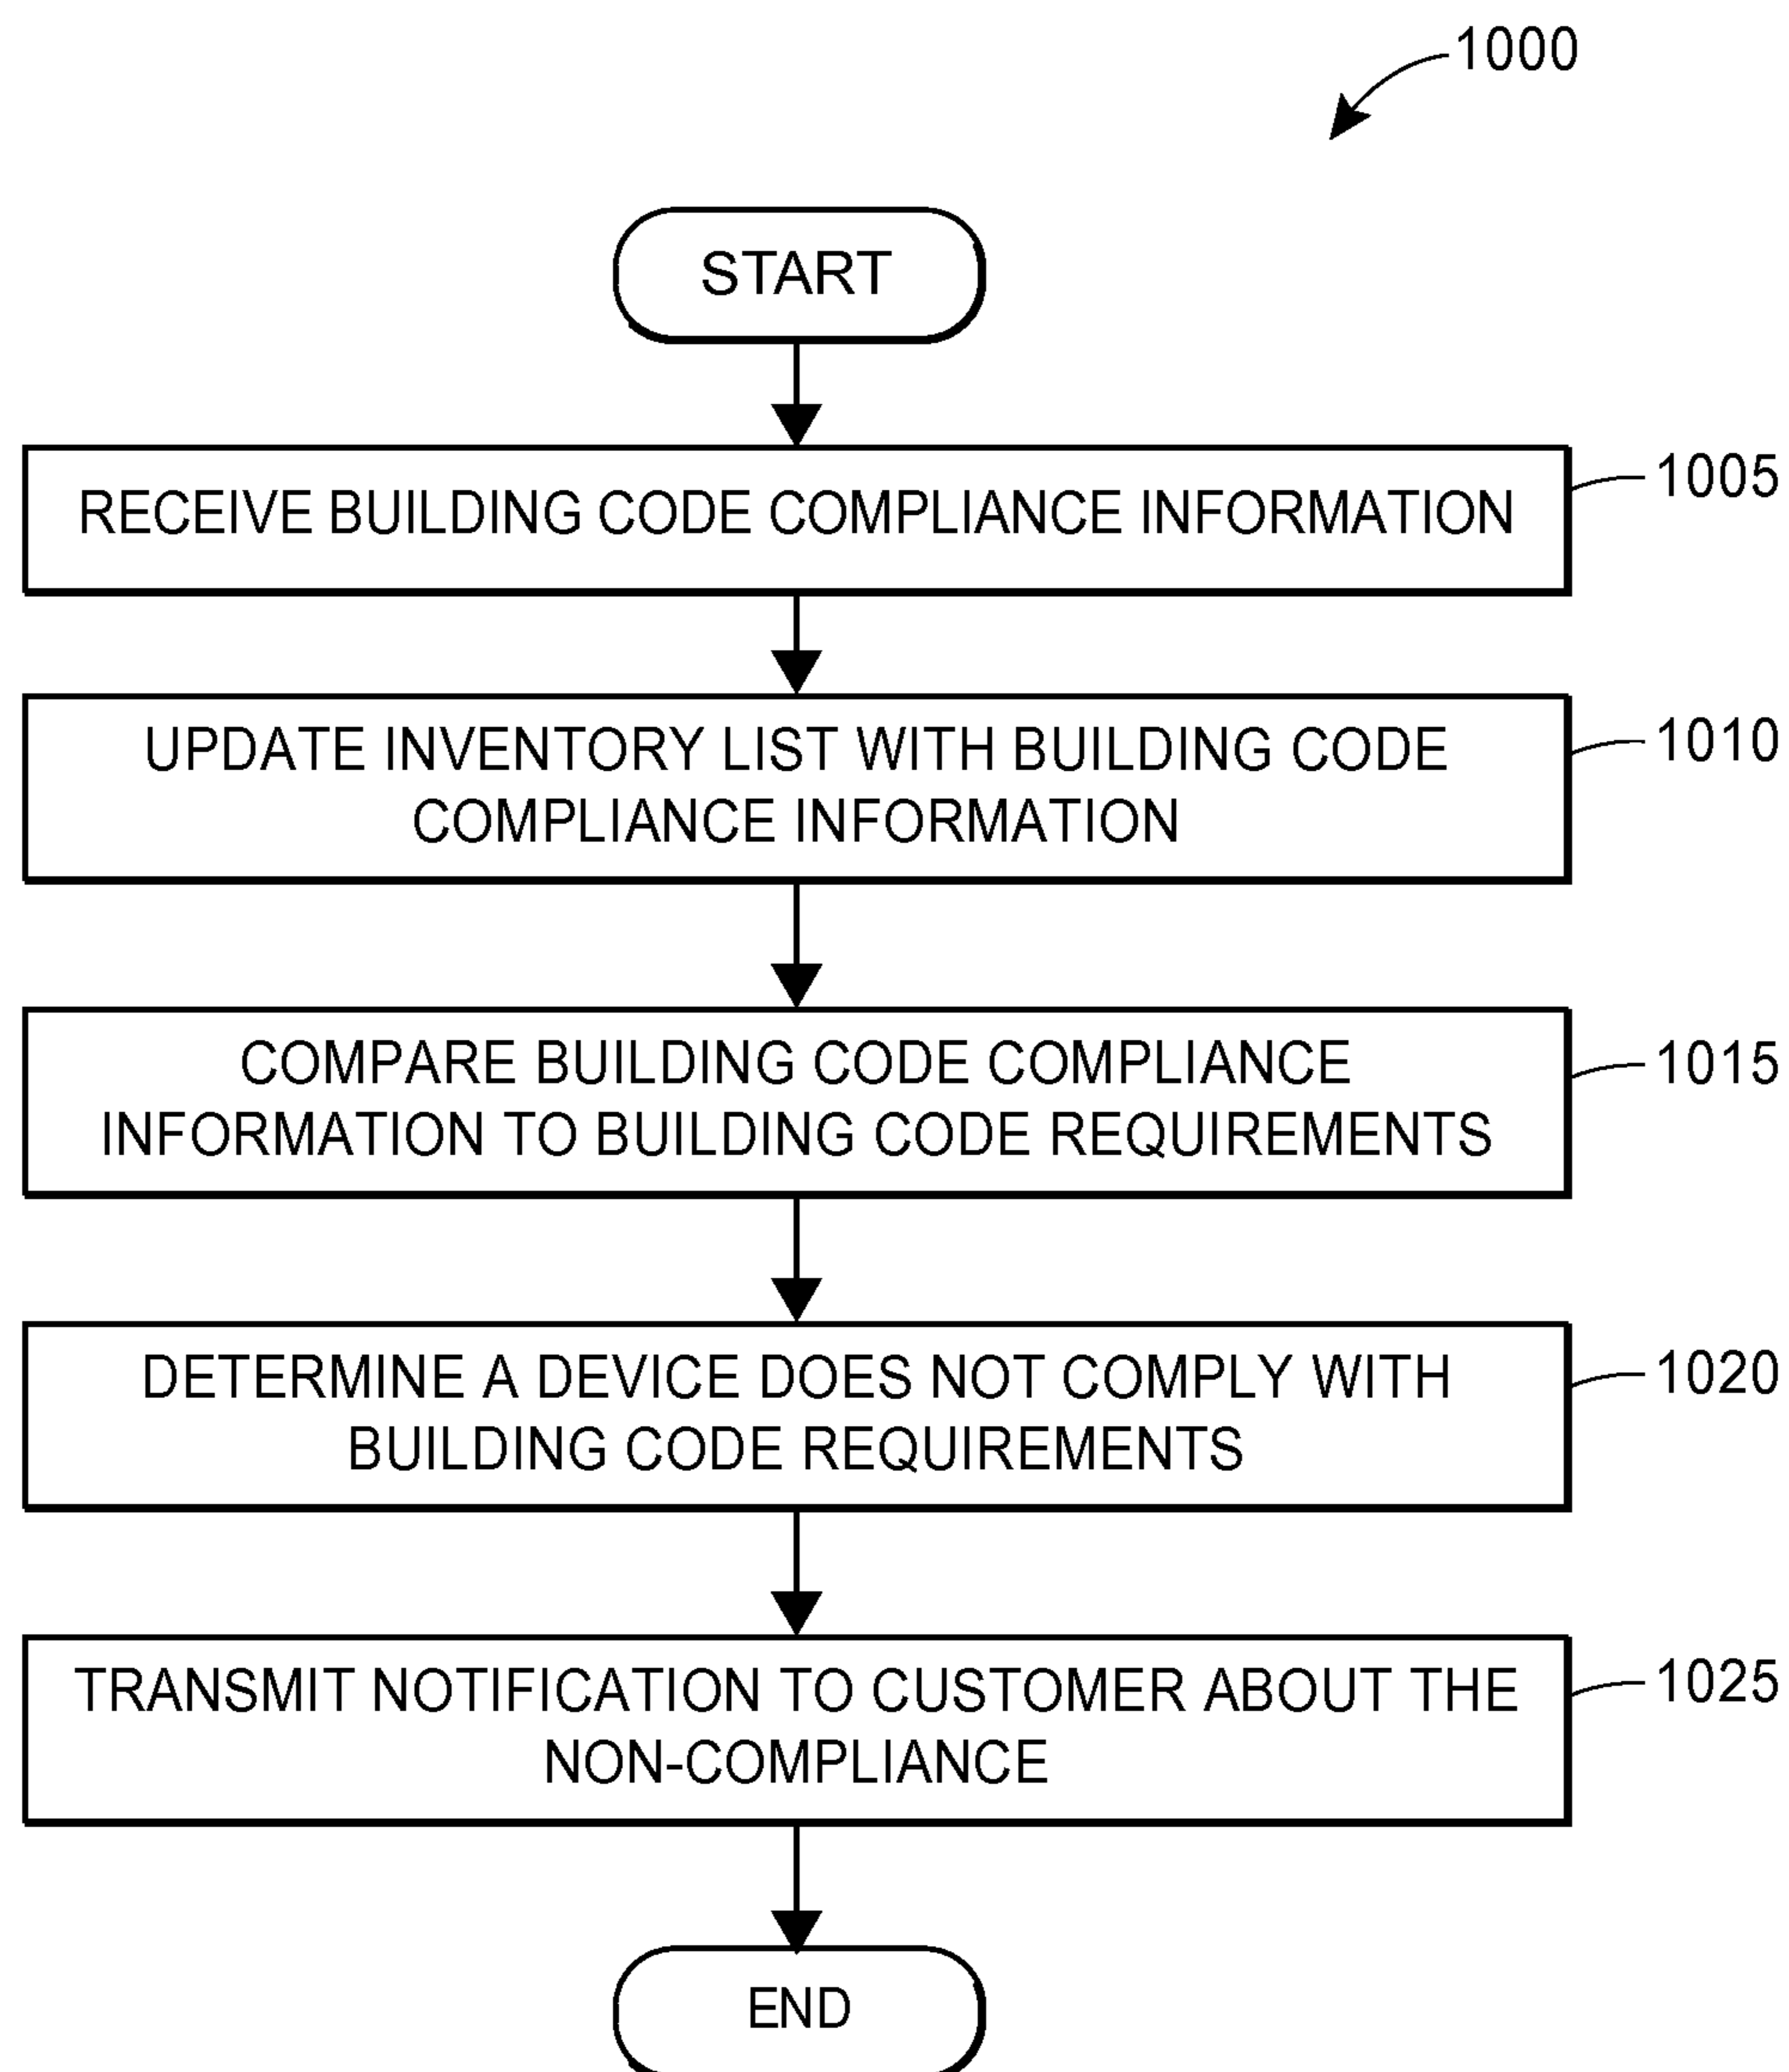 1000
START
RECEIVE BUILDING CODE COMPLIANCE INFORMATION
1005
UPDATE INVENTORY LIST WITH BUILDING CODE
COMPLIANCE INFORMATION
1010
COMPARE BUILDING CODE COMPLIANCE
INFORMATION TO BUILDING CODE REQUIREMENTS
1015
DETERMINE A DEVICE DOES NOT COMPLY WITH
BUILDING CODE REQUIREMENTS
1020
TRANSMIT NOTIFICATION TO CUSTOMER ABOUT THE
NON-COMPLIANCE
1025
END